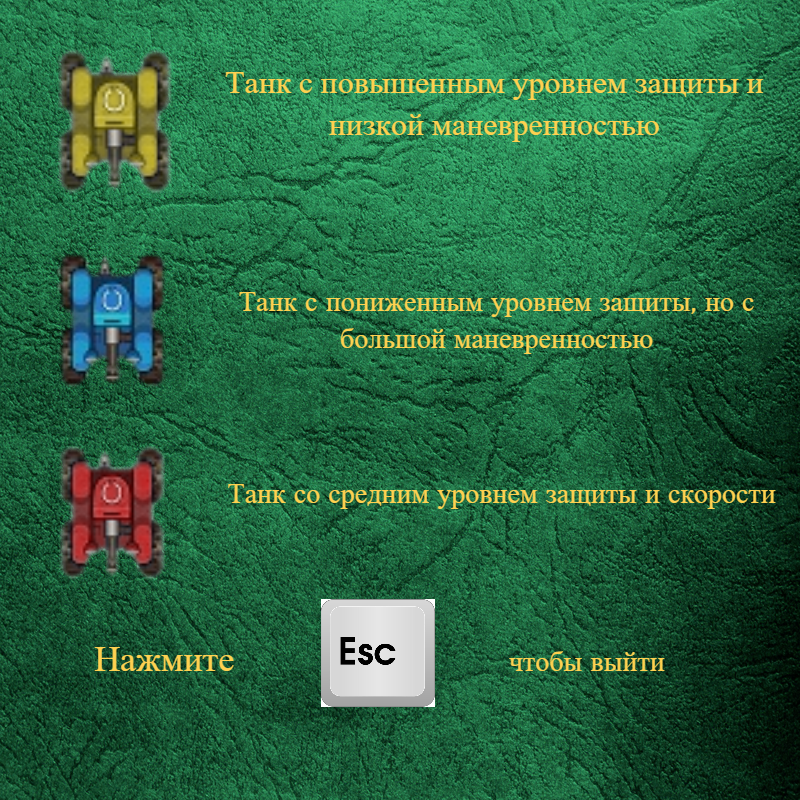 Танк с повышенным уровнем защиты и
низкой маневренностью
Танк с пониженным уровнем защиты, но с
большой маневренностью
Танк со средним уровнем защиты и скорости
Нажмите Esc чтобы выйти